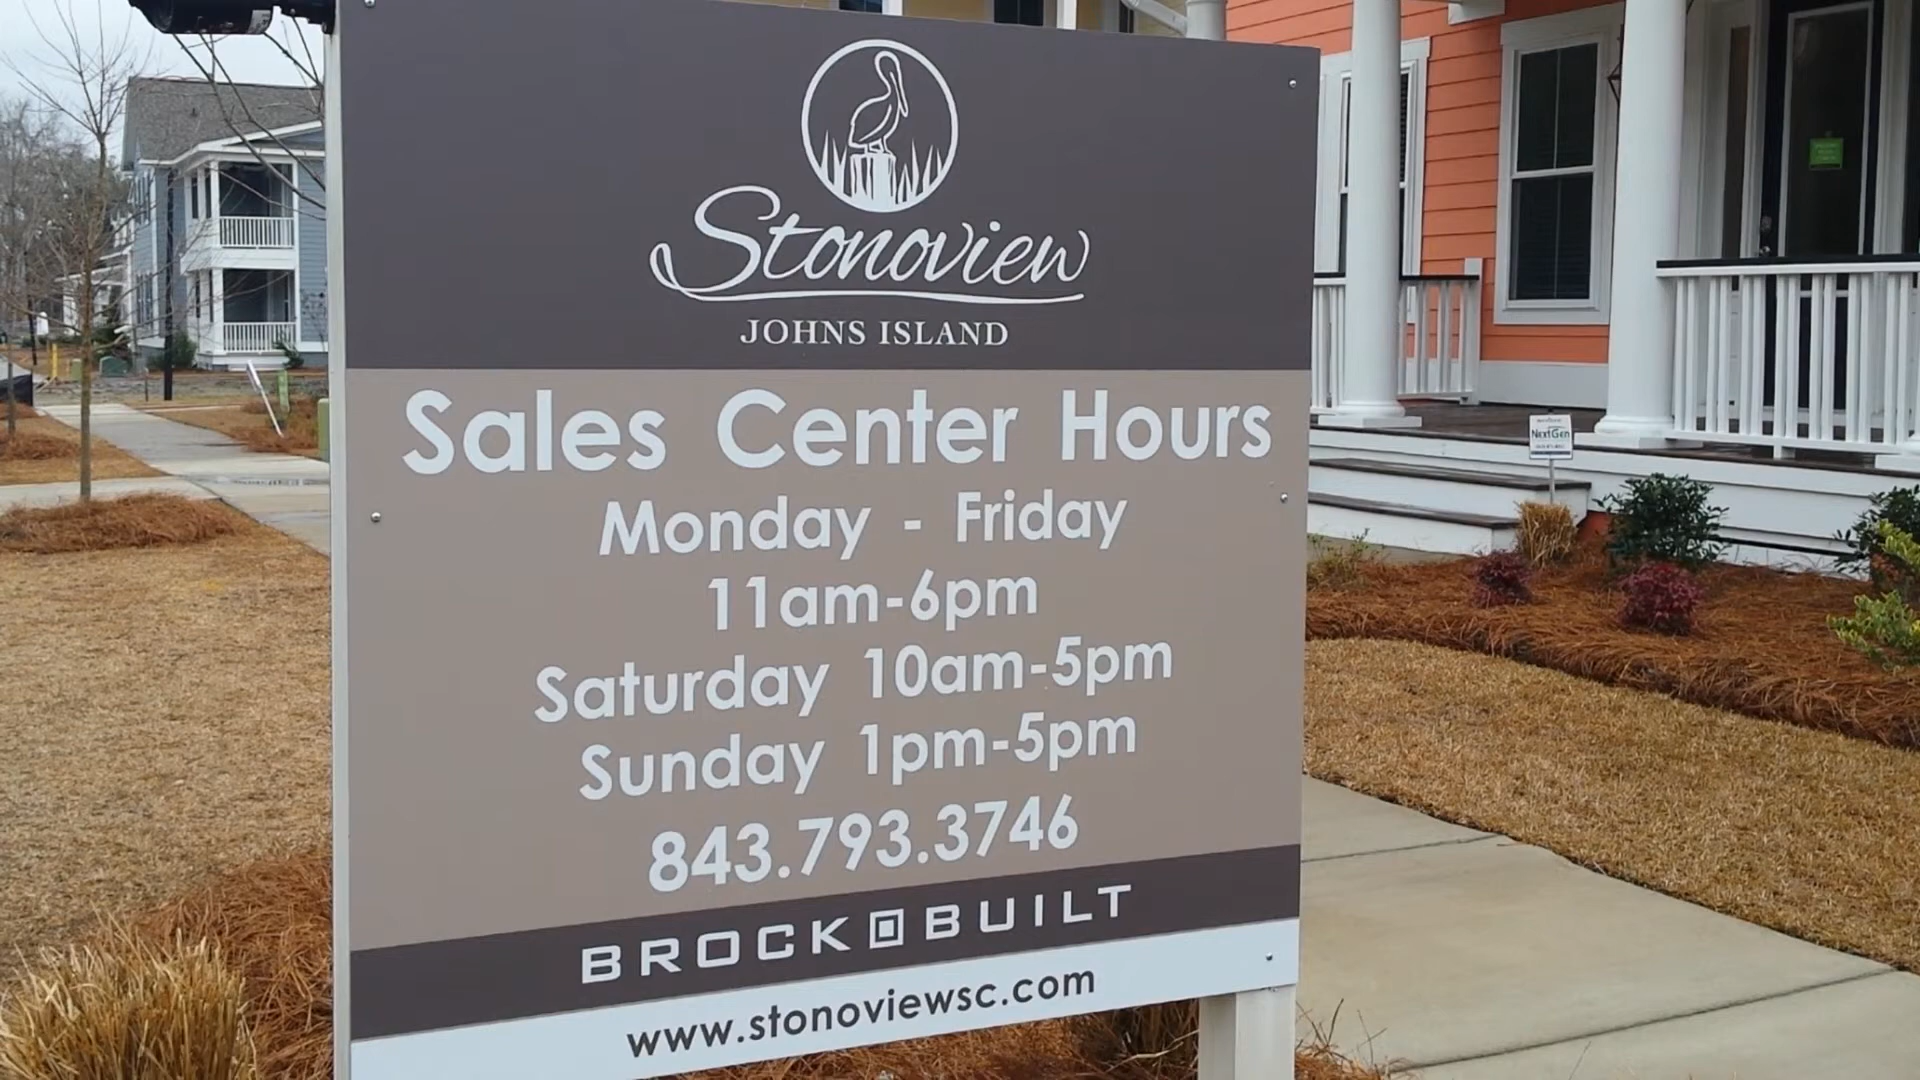 Stonoview
JOHNS ISLAND
Sales Center Hours
Monday - Friday
11am-6pm
Saturday 10am-5pm
Sunday 1pm-5pm
843.793.3746
BROCK BUILT
www.stonoviewsc.com
NEXTGen